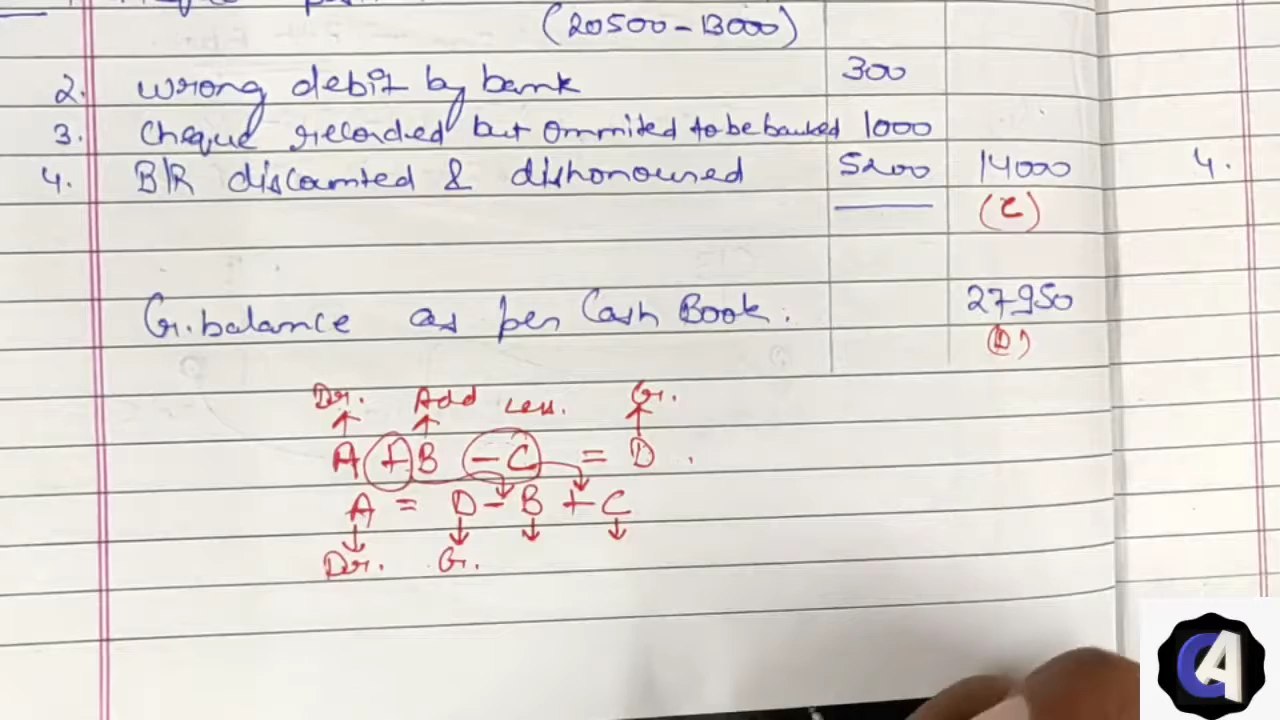 (20500-13000)
2. wrong debit by bank 300
3. Cheque recorded but ommited to be banked 1000
4. B/R discounted & dishonoured 5200 14000 4.
(C)
Cr. balance as per Cash Book. 27950
(D)
Dr. Add Less. Cr.
A + B - C = D .
A = D - B + C
Dr. Cr.
CA